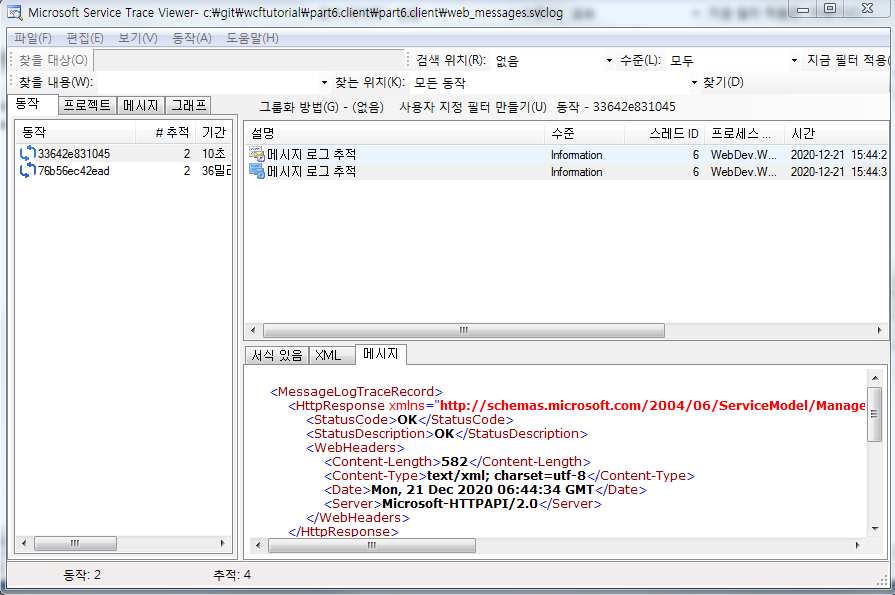 Microsoft Service Trace Viewer- c:₩git₩wcftutorial₩part6.client₩part6.client₩web_messages.svclog
파일(F) 편집(E) 보기(V) 동작(A) 도움말(H)
찾을 대상(O) 검색 위치(R): 없음 수준(L): 모두 지금 필터 적용(
찾을 내용(W): 찾는 위치(K): 모든 동작 찾기(D)
동작 프로젝트 메시지 그래프
그룹화 방법(G) - (없음) 사용자 지정 필터 만들기(U) 동작 - 33642e831045
동작 # 추적 기간
33642e831045 2 10초
76b56ec42ead 2 36밀리
설명 수준 스레드 ID 프로세스 ... 시간
메시지 로그 추적 Information 6 WebDev.W... 2020-12-21 15:44:2
메시지 로그 추적 Information 6 WebDev.W... 2020-12-21 15:44:3
서식 있음 XML 메시지
<MessageLogTraceRecord>
<HttpResponse xmlns="http://schemas.microsoft.com/2004/06/ServiceModel/Manage
<StatusCode>OK</StatusCode>
<StatusDescription>OK</StatusDescription>
<WebHeaders>
<Content-Length>582</Content-Length>
<Content-Type>text/xml; charset=utf-8</Content-Type>
<Date>Mon, 21 Dec 2020 06:44:34 GMT</Date>
<Server>Microsoft-HTTPAPI/2.0</Server>
</WebHeaders>
</HttpResponse>
동작: 2 추적: 4